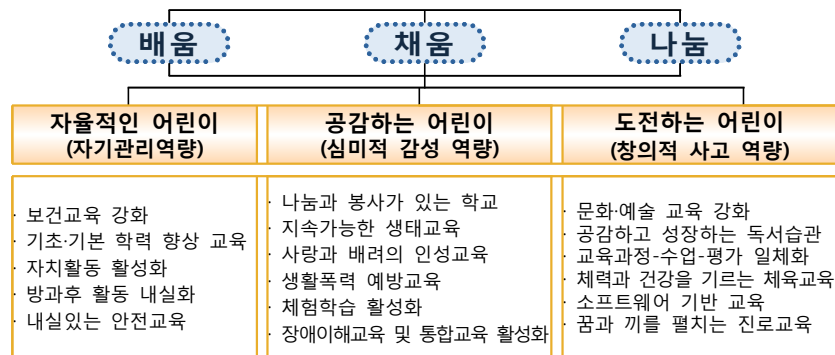 배움
채움
나눔
자율적인 어린이
(자기관리역량)
공감하는 어린이
(심미적 감성 역량)
도전하는 어린이
(창의적 사고 역량)
· 보건교육 강화
· 기초·기본 학력 향상 교육
· 자치활동 활성화
· 방과후 활동 내실화
· 내실있는 안전교육
· 나눔과 봉사가 있는 학교
· 지속가능한 생태교육
· 사랑과 배려의 인성교육
· 생활폭력 예방교육
· 체험학습 활성화
· 장애이해교육 및 통합교육 활성화
· 문화·예술 교육 강화
· 공감하고 성장하는 독서습관
· 교육과정-수업-평가 일체화
· 체력과 건강을 기르는 체육교육
· 소프트웨어 기반 교육
· 꿈과 끼를 펼치는 진로교육